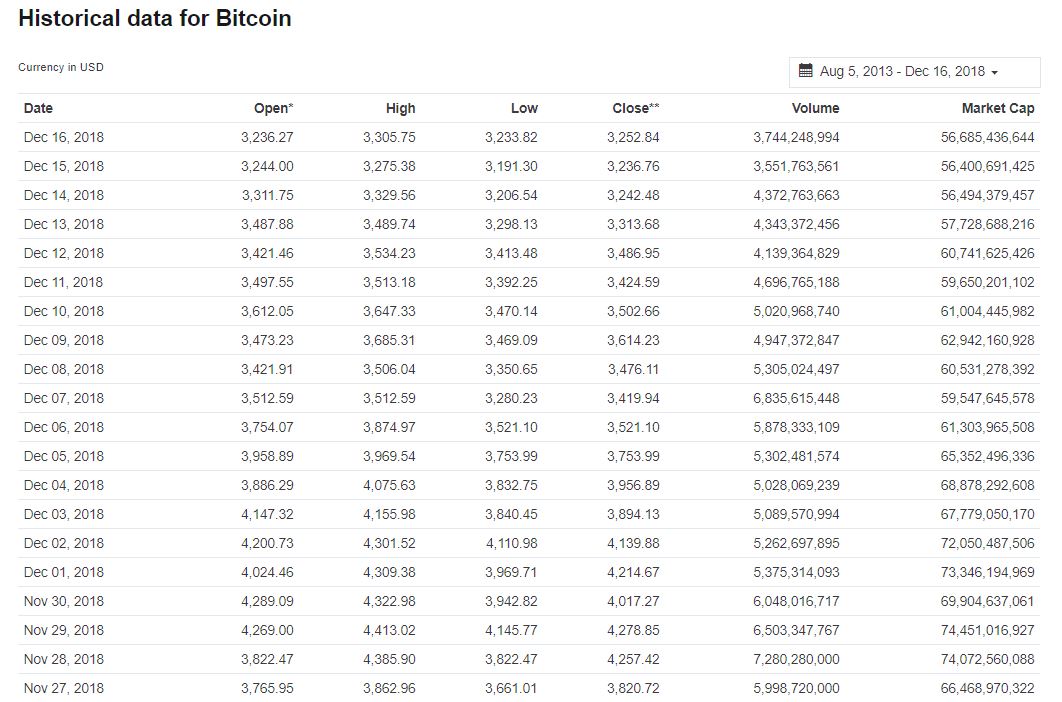 Historical data for Bitcoin
Currency in USD
Aug 5, 2013 - Dec 16, 2018
Date Open* High Low Close** Volume Market Cap
Dec 16, 2018 3,236.27 3,305.75 3,233.82 3,252.84 3,744,248,994 56,685,436,644
Dec 15, 2018 3,244.00 3,275.38 3,191.30 3,236.76 3,551,763,561 56,400,691,425
Dec 14, 2018 3,311.75 3,329.56 3,206.54 3,242.48 4,372,763,663 56,494,379,457
Dec 13, 2018 3,487.88 3,489.74 3,298.13 3,313.68 4,343,372,456 57,728,688,216
Dec 12, 2018 3,421.46 3,534.23 3,413.48 3,486.95 4,139,364,829 60,741,625,426
Dec 11, 2018 3,497.55 3,513.18 3,392.25 3,424.59 4,696,765,188 59,650,201,102
Dec 10, 2018 3,612.05 3,647.33 3,470.14 3,502.66 5,020,968,740 61,004,445,982
Dec 09, 2018 3,473.23 3,685.31 3,469.09 3,614.23 4,947,372,847 62,942,160,928
Dec 08, 2018 3,421.91 3,506.04 3,350.65 3,476.11 5,305,024,497 60,531,278,392
Dec 07, 2018 3,512.59 3,512.59 3,280.23 3,419.94 6,835,615,448 59,547,645,578
Dec 06, 2018 3,754.07 3,874.97 3,521.10 3,521.10 5,878,333,109 61,303,965,508
Dec 05, 2018 3,958.89 3,969.54 3,753.99 3,753.99 5,302,481,574 65,352,496,336
Dec 04, 2018 3,886.29 4,075.63 3,832.75 3,956.89 5,028,069,239 68,878,292,608
Dec 03, 2018 4,147.32 4,155.98 3,840.45 3,894.13 5,089,570,994 67,779,050,170
Dec 02, 2018 4,200.73 4,301.52 4,110.98 4,139.88 5,262,697,895 72,050,487,506
Dec 01, 2018 4,024.46 4,309.38 3,969.71 4,214.67 5,375,314,093 73,346,194,969
Nov 30, 2018 4,289.09 4,322.98 3,942.82 4,017.27 6,048,016,717 69,904,637,061
Nov 29, 2018 4,269.00 4,413.02 4,145.77 4,278.85 6,503,347,767 74,451,016,927
Nov 28, 2018 3,822.47 4,385.90 3,822.47 4,257.42 7,280,280,000 74,072,560,088
Nov 27, 2018 3,765.95 3,862.96 3,661.01 3,820.72 5,998,720,000 66,468,970,322